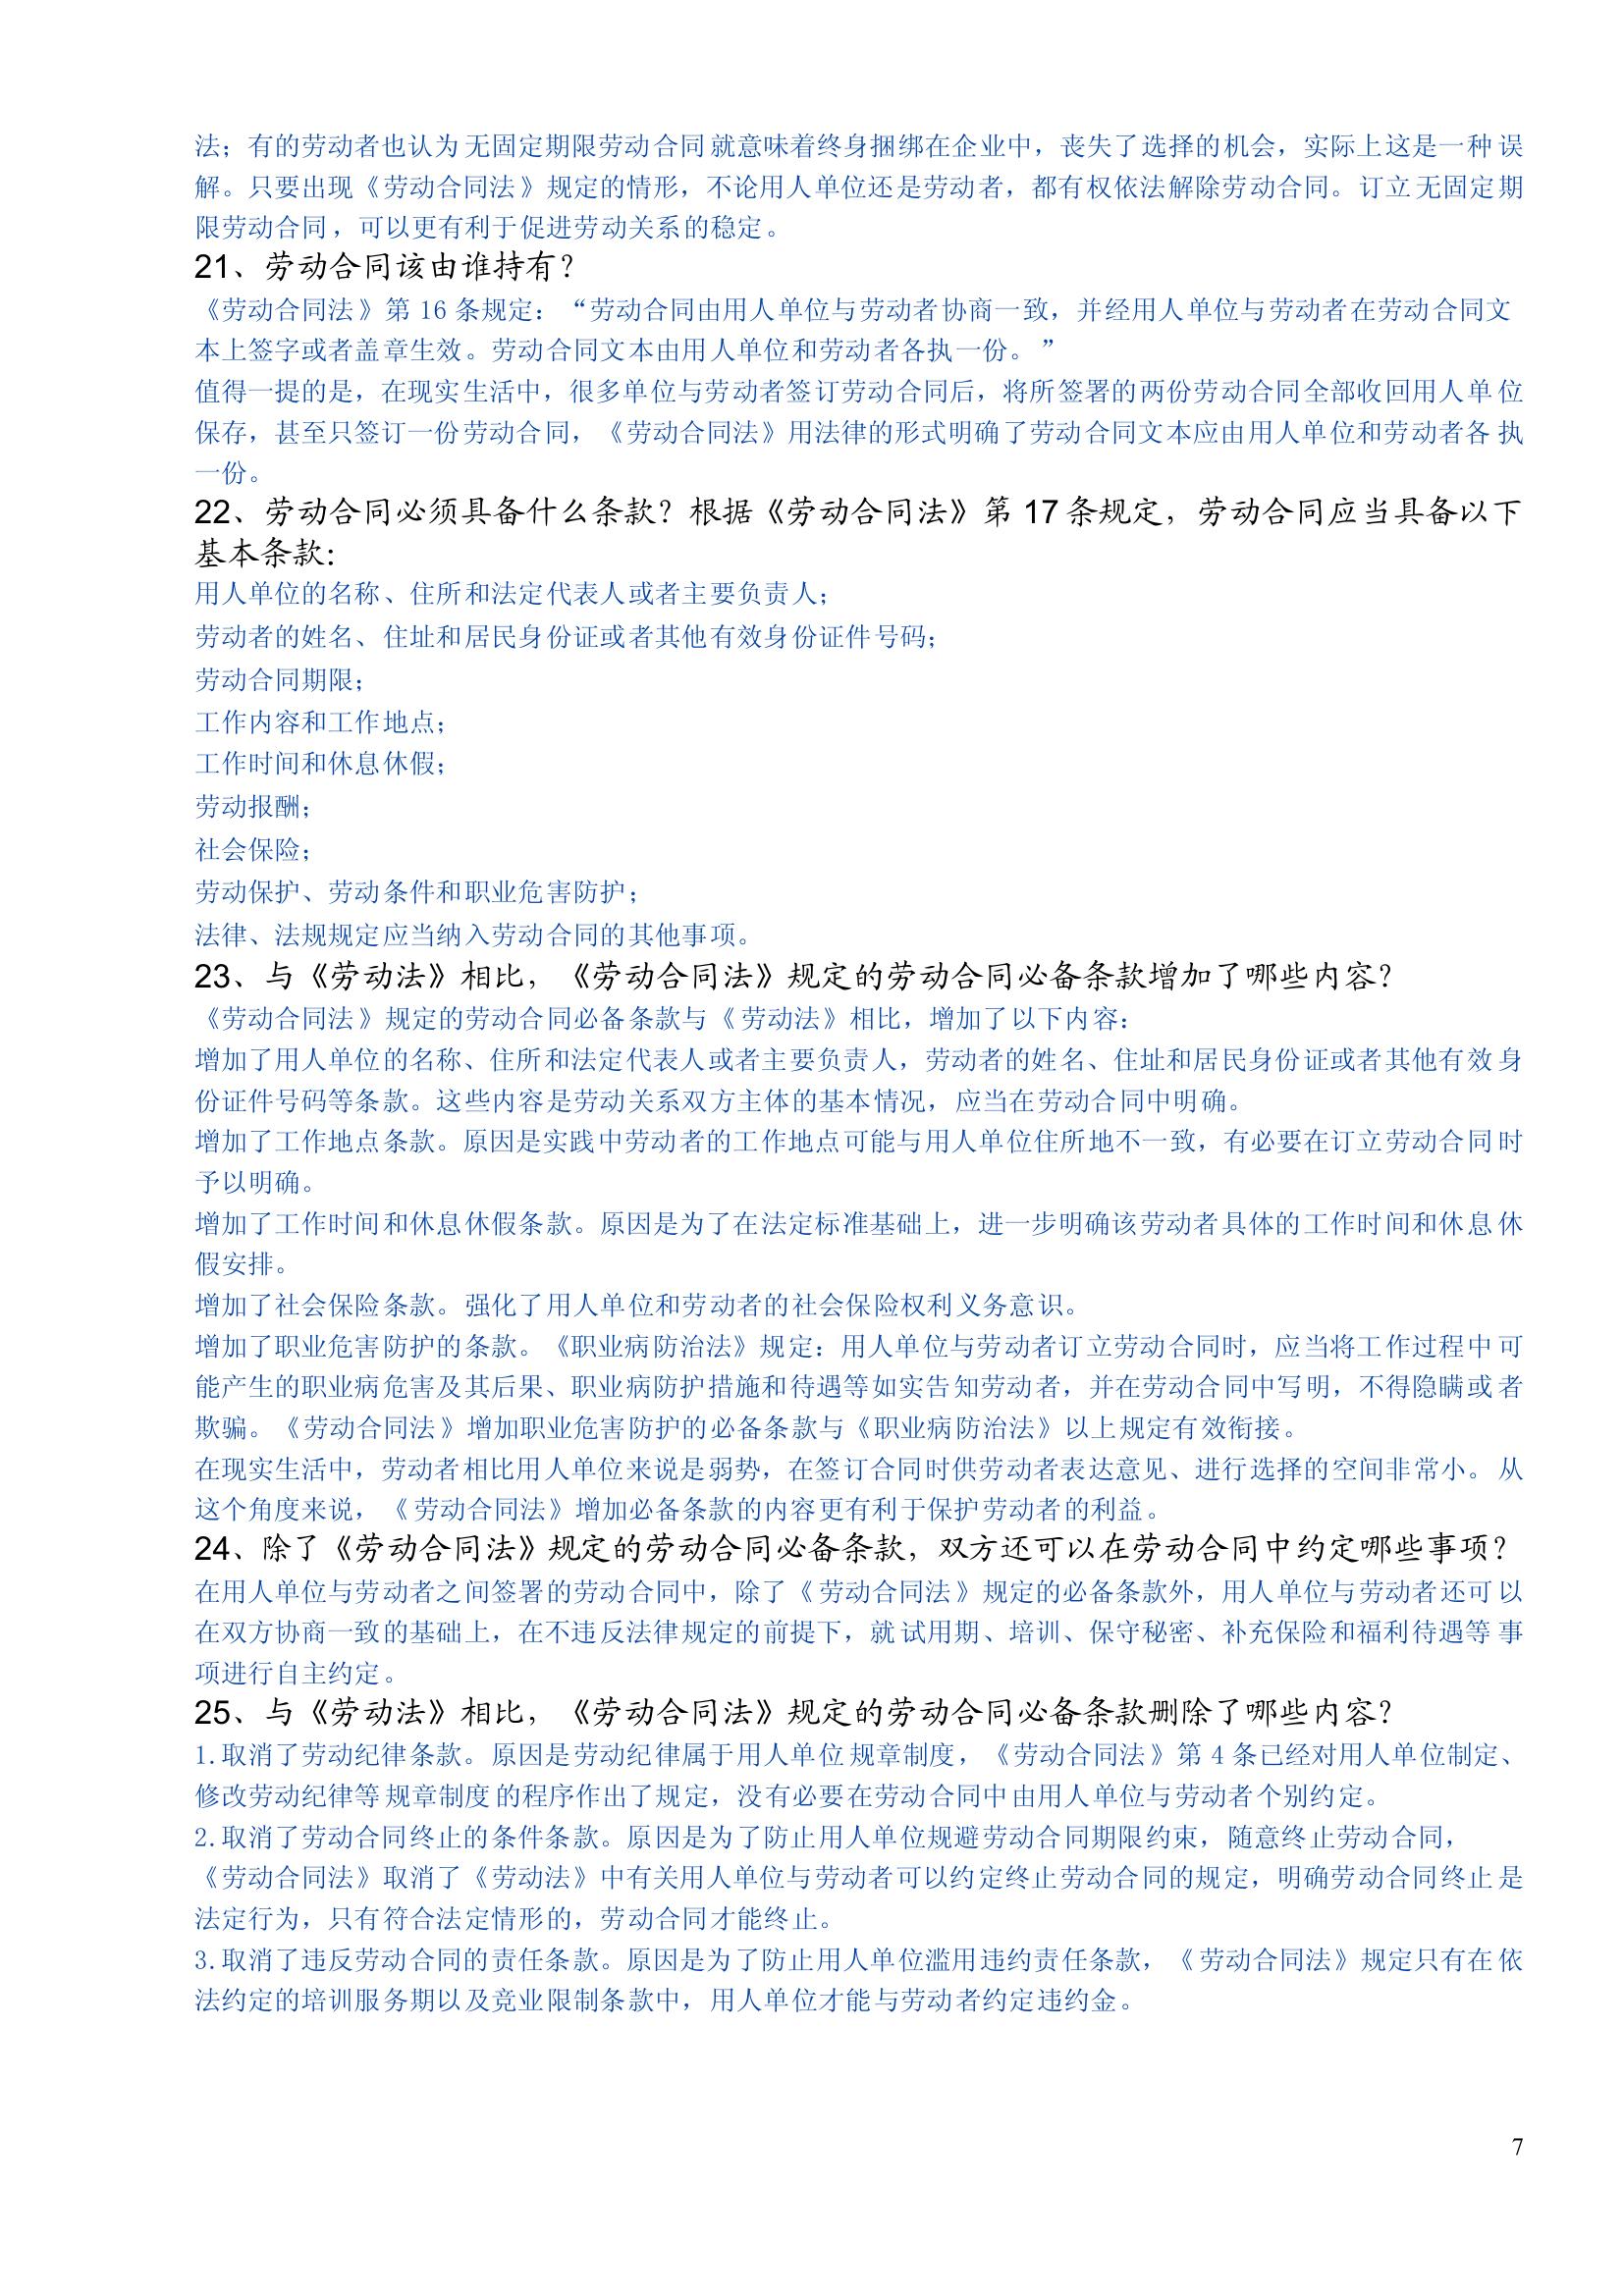 法；有的劳动者也认为无固定期限劳动合同就意味着终身捆绑在企业中，丧失了选择的机会，实际上这是一种误
解。只要出现《劳动合同法》规定的情形，不论用人单位还是劳动者，都有权依法解除劳动合同。订立无固定期
限劳动合同，可以更有利于促进劳动关系的稳定。
21、劳动合同该由谁持有？
《劳动合同法》第 16 条规定：“劳动合同由用人单位与劳动者协商一致，并经用人单位与劳动者在劳动合同文
本上签字或者盖章生效。劳动合同文本由用人单位和劳动者各执一份。”
值得一提的是，在现实生活中，很多单位与劳动者签订劳动合同后，将所签署的两份劳动合同全部收回用人单位
保存，甚至只签订一份劳动合同，《劳动合同法》用法律的形式明确了劳动合同文本应由用人单位和劳动者各执
一份。
22、劳动合同必须具备什么条款？根据《劳动合同法》第 17 条规定，劳动合同应当具备以下
基本条款：
用人单位的名称、住所和法定代表人或者主要负责人；
劳动者的姓名、住址和居民身份证或者其他有效身份证件号码；
劳动合同期限；
工作内容和工作地点；
工作时间和休息休假；
劳动报酬；
社会保险；
劳动保护、劳动条件和职业危害防护；
法律、法规规定应当纳入劳动合同的其他事项。
23、与《劳动法》相比，《劳动合同法》规定的劳动合同必备条款增加了哪些内容？
《劳动合同法》规定的劳动合同必备条款与《劳动法》相比，增加了以下内容：
增加了用人单位的名称、住所和法定代表人或者主要负责人，劳动者的姓名、住址和居民身份证或者其他有效身
份证件号码等条款。这些内容是劳动关系双方主体的基本情况，应当在劳动合同中明确。
增加了工作地点条款。原因是实践中劳动者的工作地点可能与用人单位住所地不一致，有必要在订立劳动合同时
予以明确。
增加了工作时间和休息休假条款。原因是为了在法定标准基础上，进一步明确该劳动者具体的工作时间和休息休
假安排。
增加了社会保险条款。强化了用人单位和劳动者的社会保险权利义务意识。
增加了职业危害防护的条款。《职业病防治法》规定：用人单位与劳动者订立劳动合同时，应当将工作过程中可
能产生的职业病危害及其后果、职业病防护措施和待遇等如实告知劳动者，并在劳动合同中写明，不得隐瞒或者
欺骗。《劳动合同法》增加职业危害防护的必备条款与《职业病防治法》以上规定有效衔接。
在现实生活中，劳动者相比用人单位来说是弱势，在签订合同时供劳动者表达意见、进行选择的空间非常小。从
这个角度来说，《劳动合同法》增加必备条款的内容更有利于保护劳动者的利益。
24、除了《劳动合同法》规定的劳动合同必备条款，双方还可以在劳动合同中约定哪些事项？
在用人单位与劳动者之间签署的劳动合同中，除了《劳动合同法》规定的必备条款外，用人单位与劳动者还可以
在双方协商一致的基础上，在不违反法律规定的前提下，就试用期、培训、保守秘密、补充保险和福利待遇等事
项进行自主约定。
25、与《劳动法》相比，《劳动合同法》规定的劳动合同必备条款删除了哪些内容？
1.取消了劳动纪律条款。原因是劳动纪律属于用人单位规章制度，《劳动合同法》第 4 条已经对用人单位制定、
修改劳动纪律等规章制度的程序作出了规定，没有必要在劳动合同中由用人单位与劳动者个别约定。
2.取消了劳动合同终止的条件条款。原因是为了防止用人单位规避劳动合同期限约束，随意终止劳动合同，
《劳动合同法》取消了《劳动法》中有关用人单位与劳动者可以约定终止劳动合同的规定，明确劳动合同终止是
法定行为，只有符合法定情形的，劳动合同才能终止。
3.取消了违反劳动合同的责任条款。原因是为了防止用人单位滥用违约责任条款，《劳动合同法》规定只有在依
法约定的培训服务期以及竞业限制条款中，用人单位才能与劳动者约定违约金。
7